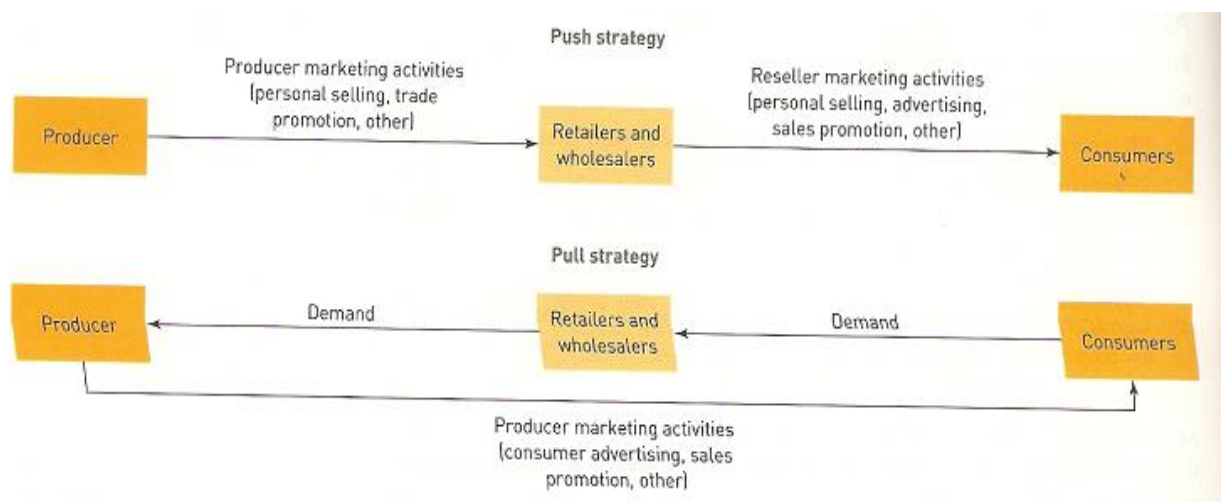 Push strategy
Producer marketing activities
(personal selling, trade
promotion, other)
Reseller marketing activities
(personal selling, advertising,
sales promotion, other)
Producer
Retailers and
wholesalers
Consumers
Pull strategy
Producer
Demand
Retailers and
wholesalers
Demand
Consumers
Producer marketing activities
(consumer advertising, sales
promotion, other)